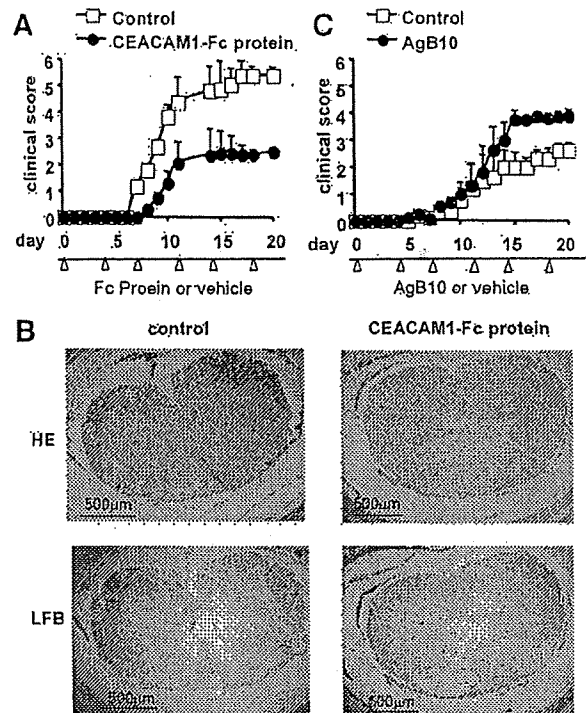 A
Control
CEACAM1-Fc protein
clinical score
6
5
4
3
2
1
0
day
0
5
10
15
20
Fc Protein or vehicle
C
Control
AgB10
clinical score
6
5
4
3
2
1
0
day
0
5
10
15
20
AgB10 or vehicle
B
control
CEACAM1-Fc protein
HE
500μm
500μm
LFB
500μm
500μm